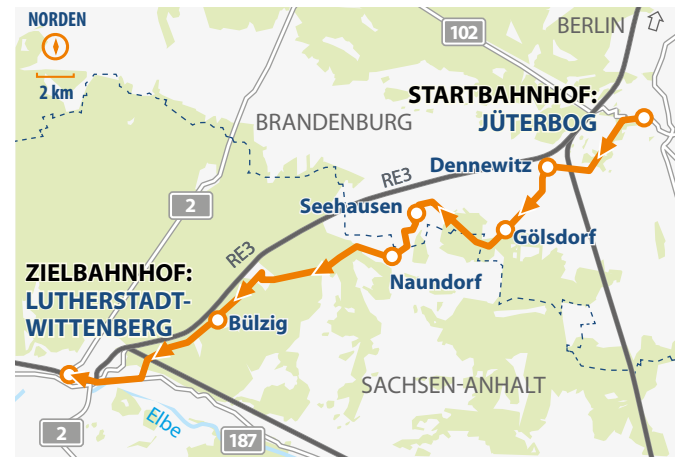 NORDEN
2 km
102
BERLIN
STARTBAHNHOF:
JÜTERBOG
BRANDENBURG
Dennewitz
RE3
2
Seehausen
Gölsdorf
RE3
Naundorf
ZIELBAHNHOF:
LUTHERSTADT-
WITTENBERG
Bülzig
SACHSEN-ANHALT
Elbe
2
187